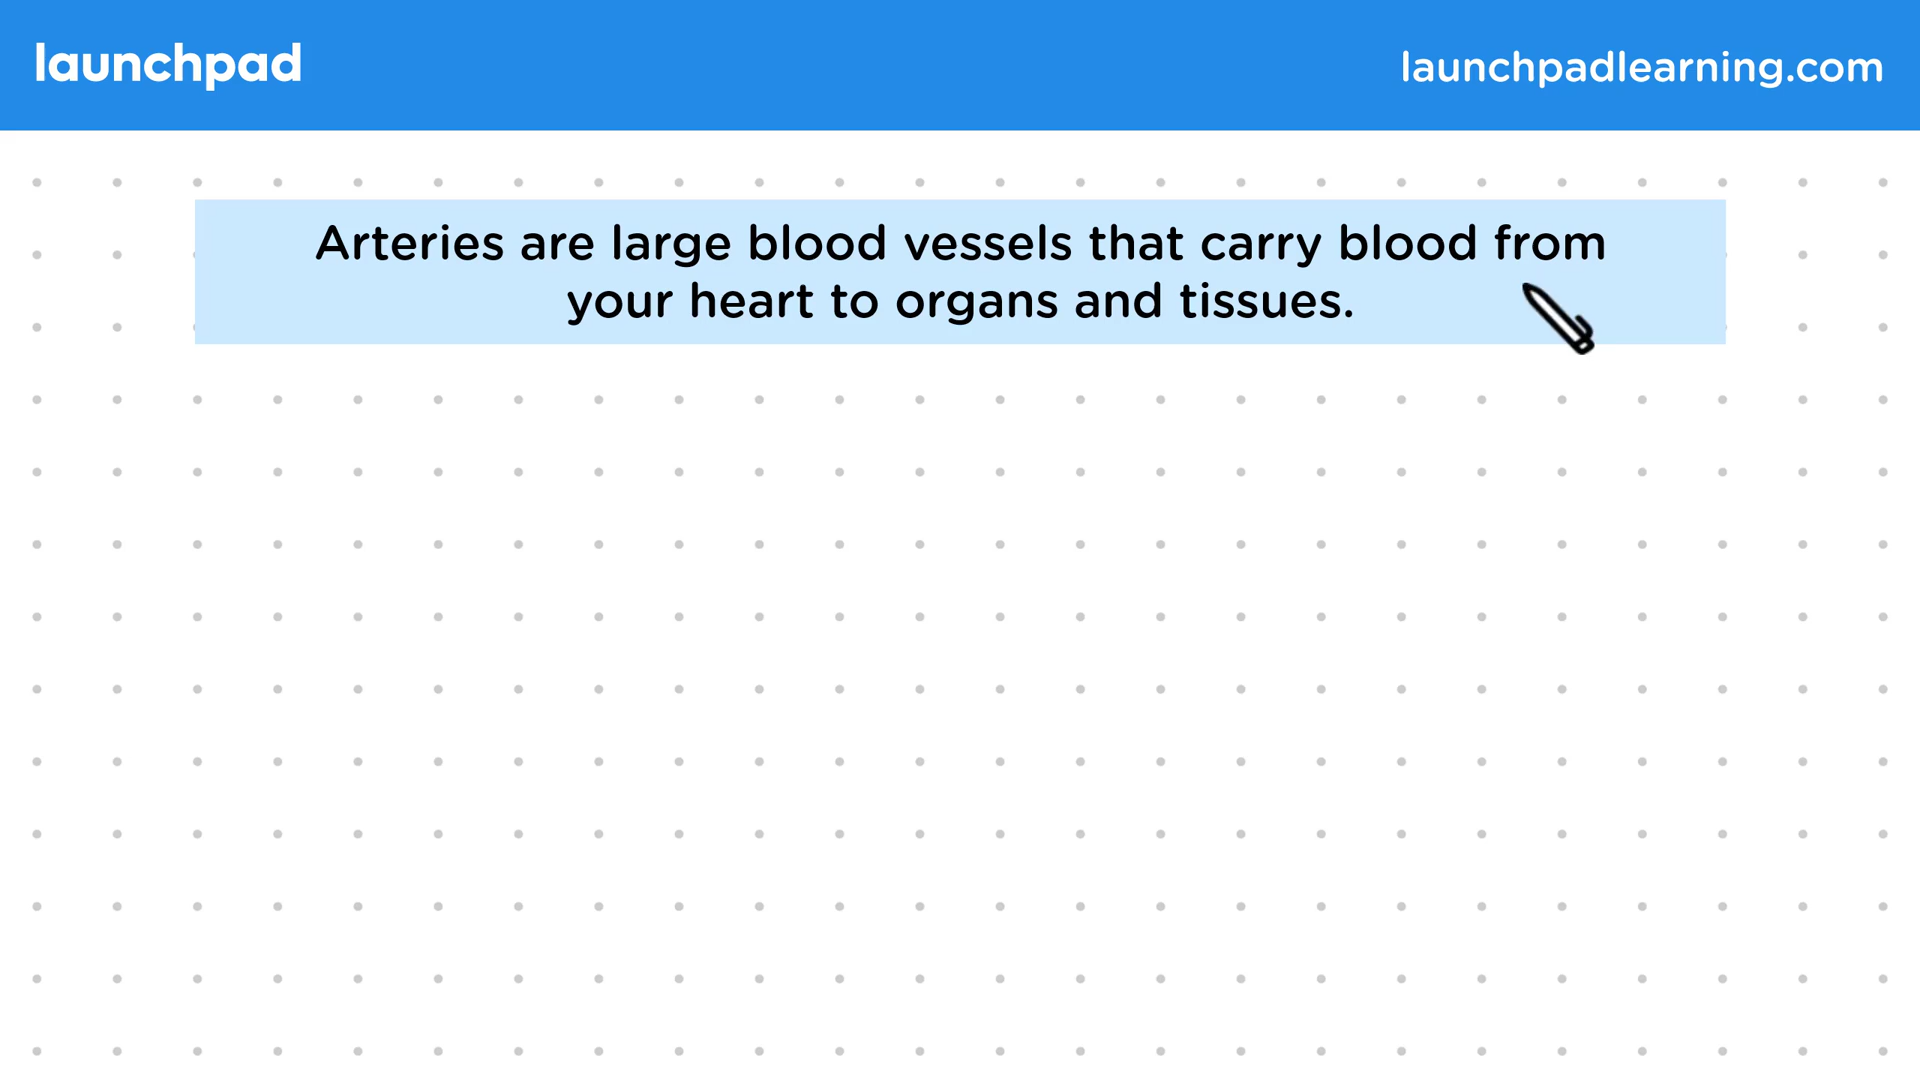 launchpad
launchpadlearning.com
Arteries are large blood vessels that carry blood from
your heart to organs and tissues.